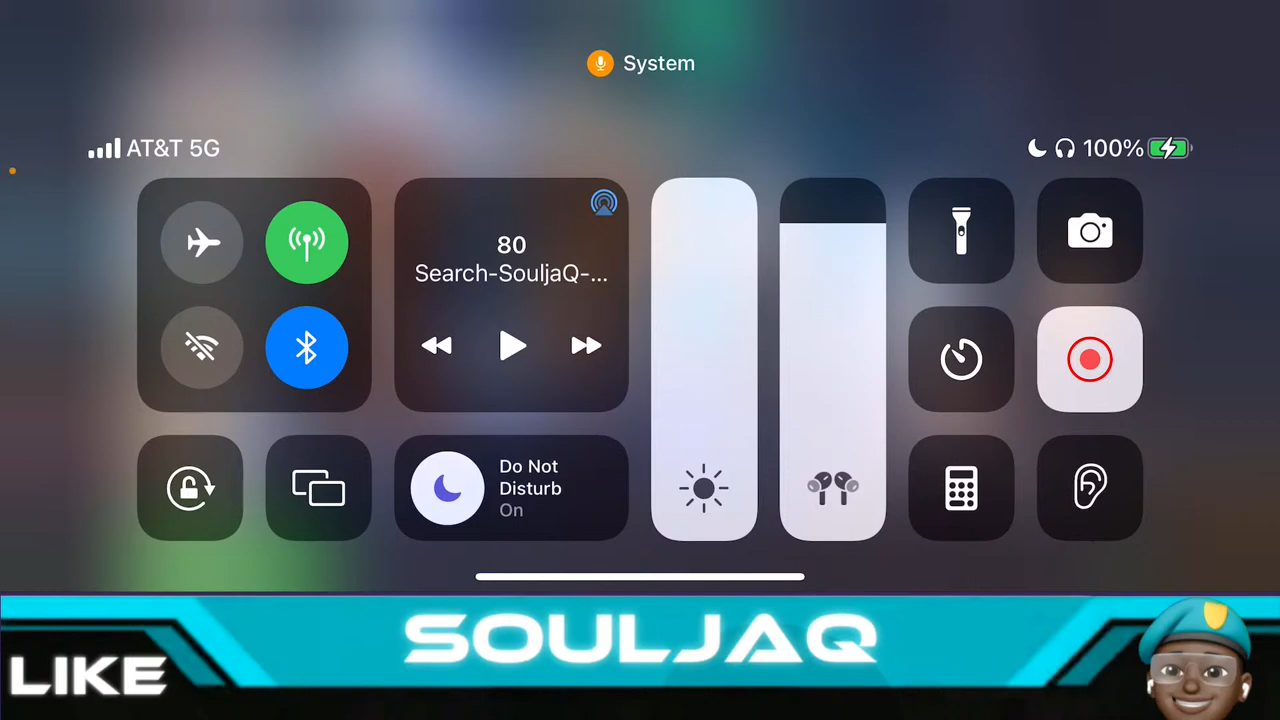 System
AT&T 5G
100%
80
Search-SouljaQ-...
Do Not
Disturb
On
SOULJAQ
LIKE